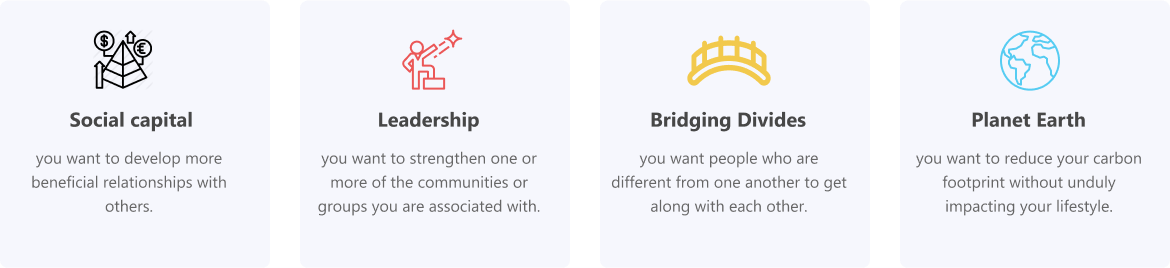 $
€
Social capital
you want to develop more
beneficial relationships with
others.
Leadership
you want to strengthen one or
more of the communities or
groups you are associated with.
Bridging Divides
you want people who are
different from one another to get
along with each other.
Planet Earth
you want to reduce your carbon
footprint without unduly
impacting your lifestyle.